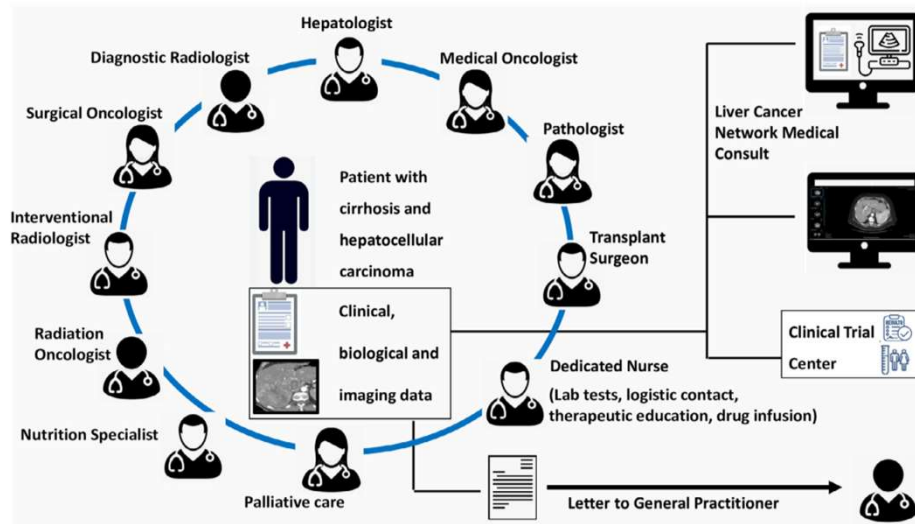 Hepatologist
Diagnostic Radiologist
Medical Oncologist
Surgical Oncologist
Pathologist
Liver Cancer
Network Medical
Consult
Patient with
cirrhosis and
hepatocellular
carcinoma
Interventional
Radiologist
Transplant
Surgeon
Clinical,
biological and
imaging data
Radiation
Oncologist
Clinical Trial
Center
RESULTS
Dedicated Nurse
(Lab tests, logistic contact,
therapeutic education, drug infusion)
Nutrition Specialist
Palliative care
Letter to General Practitioner